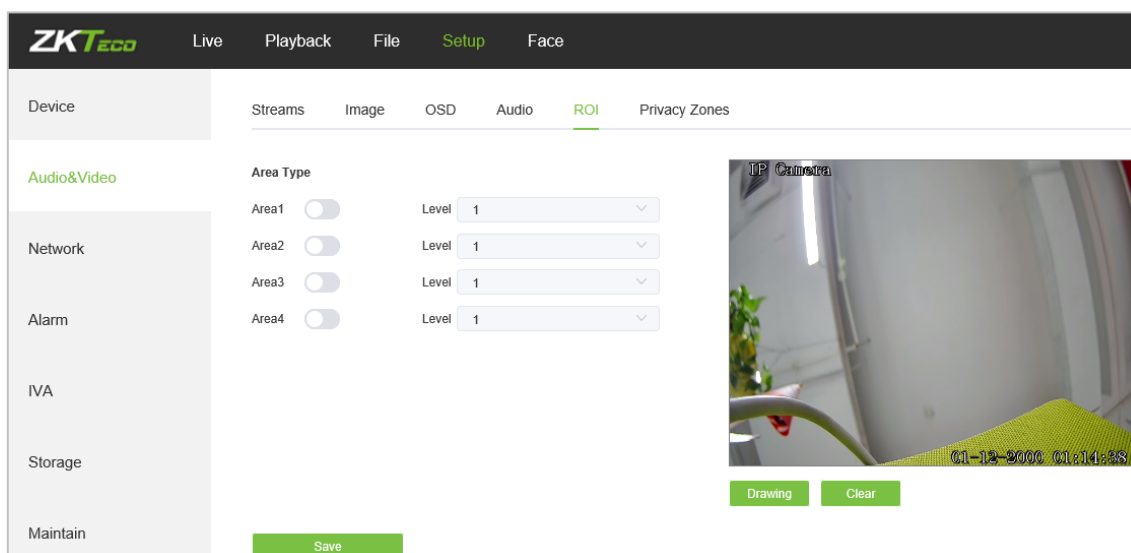 ZKTeco Live Playback File Setup Face
Device
Audio&Video
Network
Alarm
IVA
Storage
Maintain
Streams Image OSD Audio ROI Privacy Zones
Area Type
Area1 Level 1
Area2 Level 1
Area3 Level 1
Area4 Level 1
Save
IP Camera
01-12-2000 01:14:38
Drawing Clear